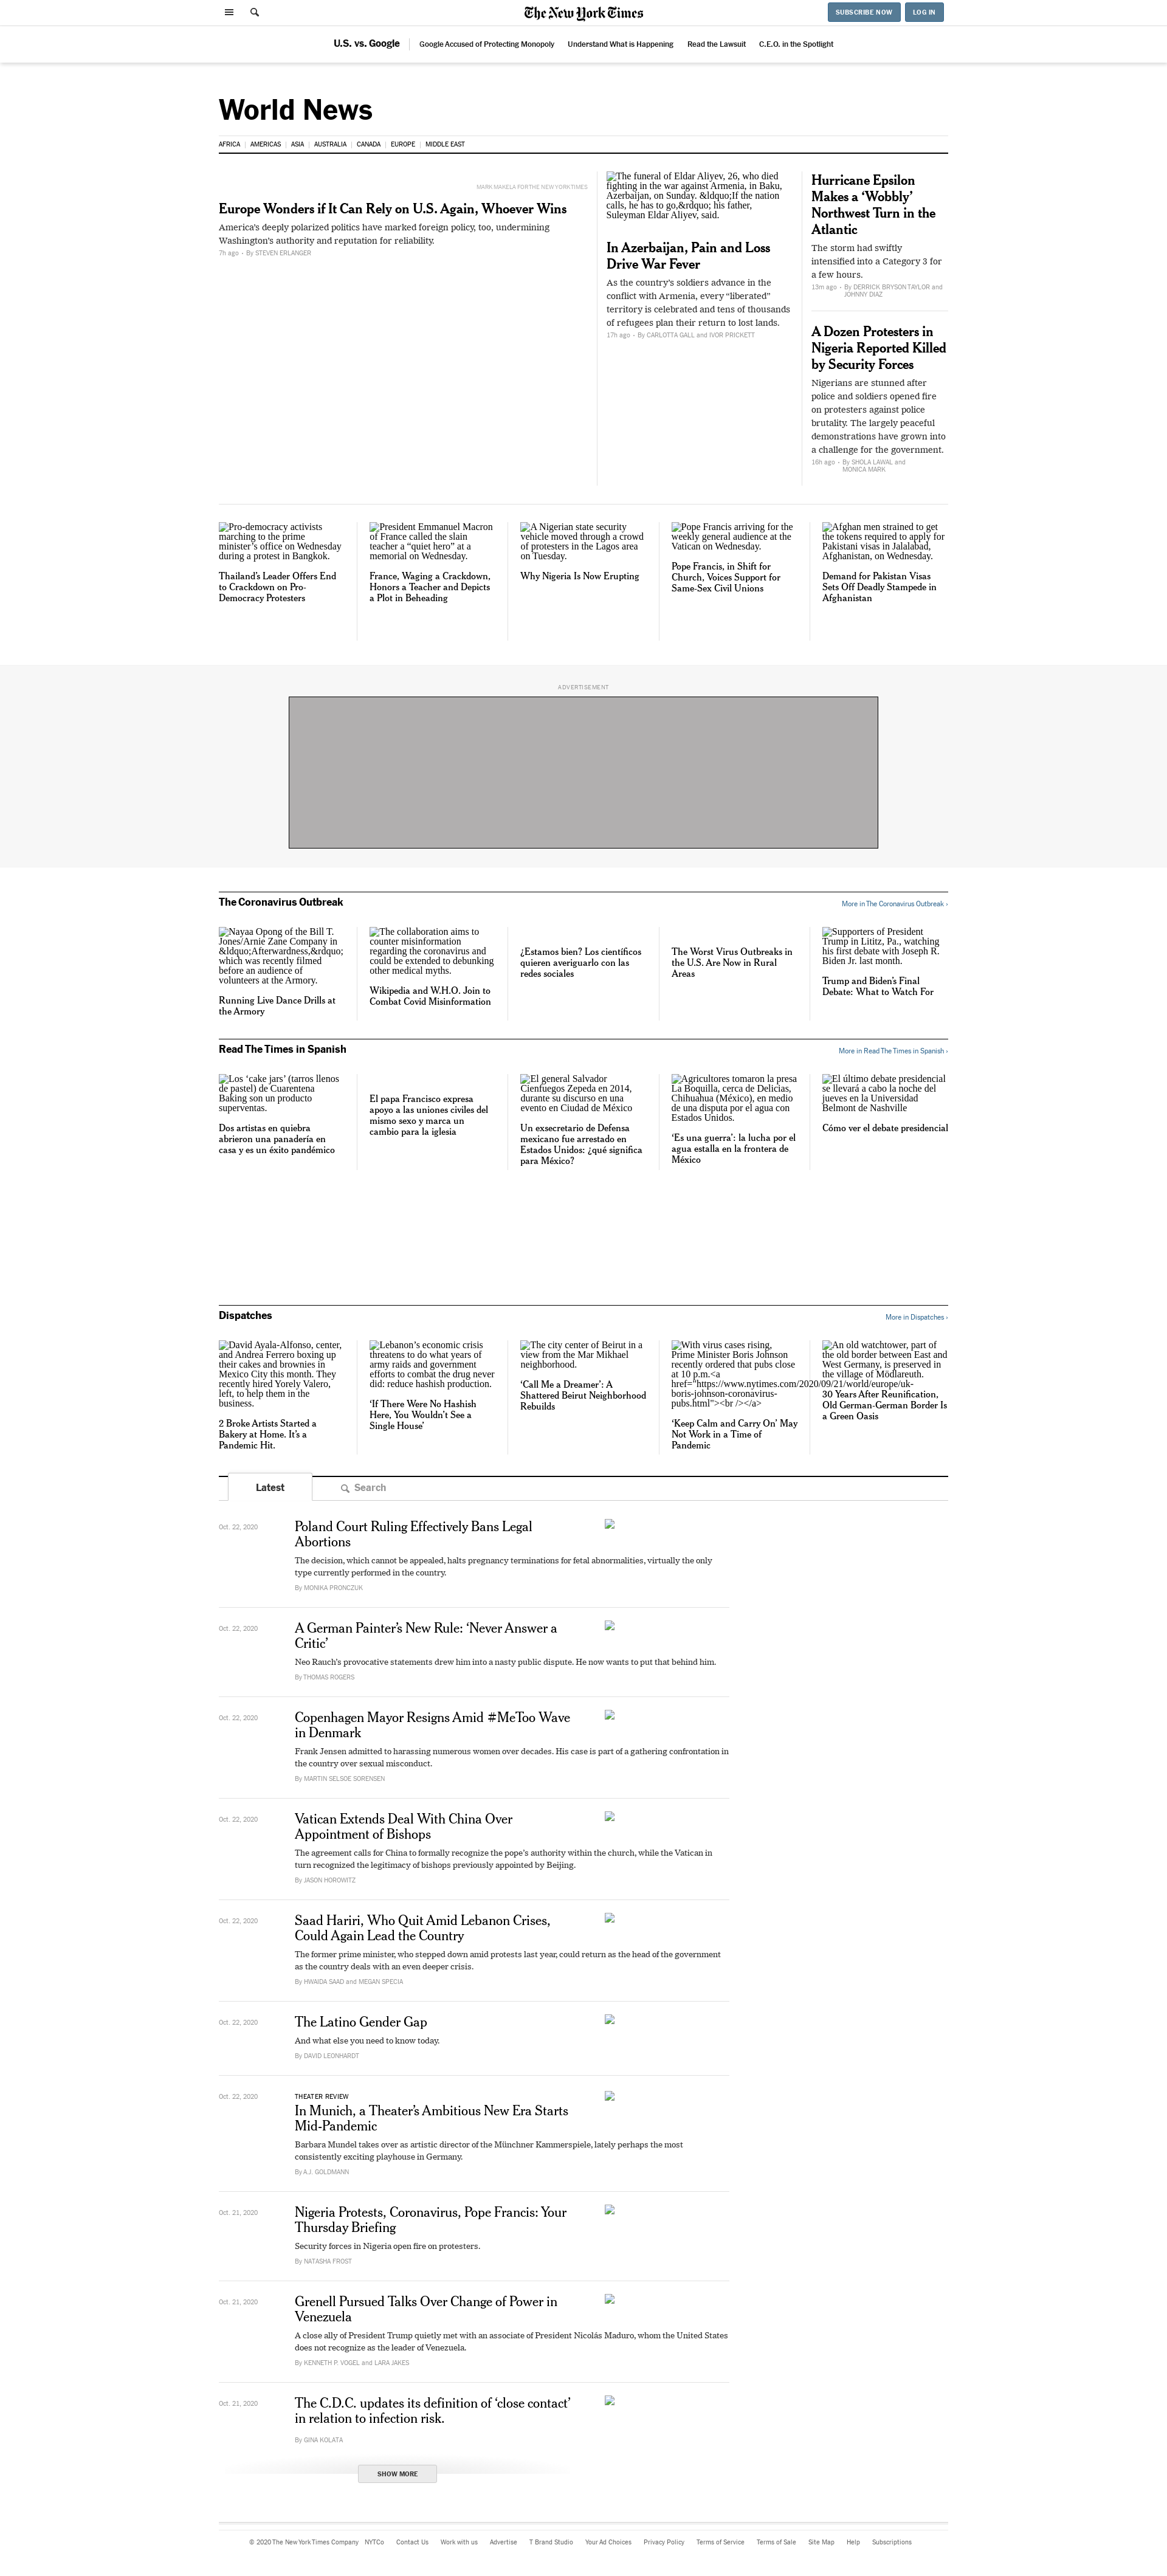 The New York Times
SUBSCRIBE NOW
LOG IN
U.S. vs. Google
Google Accused of Protecting Monopoly
Understand What is Happening
Read the Lawsuit
C.E.O. in the Spotlight
World News
AFRICA
AMERICAS
ASIA
AUSTRALIA
CANADA
EUROPE
MIDDLE EAST
MARK MAKELA FOR THE NEW YORK TIMES
Europe Wonders if It Can Rely on U.S. Again, Whoever Wins
America's deeply polarized politics have marked foreign policy, too, undermining
Washington's authority and reputation for reliability.
7h ago · By STEVEN ERLANGER
The funeral of Eldar Aliyev, 26, who died
fighting in the war against Armenia, in Baku,
Azerbaijan, on Sunday. &ldquo;If the nation
calls, he has to go,&rdquo; his father,
Suleyman Eldar Aliyev, said.
In Azerbaijan, Pain and Loss
Drive War Fever
As the country's soldiers advance in the
conflict with Armenia, every “liberated”
territory is celebrated and tens of thousands
of refugees plan their return to lost lands.
17h ago · By CARLOTTA GALL and IVOR PRICKETT
Hurricane Epsilon
Makes a ‘Wobbly’
Northwest Turn in the
Atlantic
The storm had swiftly
intensified into a Category 3 for
a few hours.
13m ago · By DERRICK BRYSON TAYLOR and
JOHNNY DIAZ
A Dozen Protesters in
Nigeria Reported Killed
by Security Forces
Nigerians are stunned after
police and soldiers opened fire
on protesters against police
brutality. The largely peaceful
demonstrations have grown into
a challenge for the government.
16h ago · By SHOLA LAWAL and
MONICA MARK
Pro-democracy activists
marching to the prime
minister’s office on Wednesday
during a protest in Bangkok.
Thailand’s Leader Offers End
to Crackdown on Pro-
Democracy Protesters
President Emmanuel Macron
of France called the slain
teacher a “quiet hero” at a
memorial on Wednesday.
France, Waging a Crackdown,
Honors a Teacher and Depicts
a Plot in Beheading
A Nigerian state security
vehicle moved through a crowd
of protesters in the Lagos area
on Tuesday.
Why Nigeria Is Now Erupting
Pope Francis arriving for the
weekly general audience at the
Vatican on Wednesday.
Pope Francis, in Shift for
Church, Voices Support for
Same-Sex Civil Unions
Afghan men strained to get
the tokens required to apply for
Pakistani visas in Jalalabad,
Afghanistan, on Wednesday.
Demand for Pakistan Visas
Sets Off Deadly Stampede in
Afghanistan
ADVERTISEMENT
The Coronavirus Outbreak
More in The Coronavirus Outbreak ›
Nayaa Opong of the Bill T.
Jones/Arnie Zane Company in
&ldquo;Afterwardness,&rdquo;
which was recently filmed
before an audience of
volunteers at the Armory.
Running Live Dance Drills at
the Armory
The collaboration aims to
counter misinformation
regarding the coronavirus and
could be extended to debunking
other medical myths.
Wikipedia and W.H.O. Join to
Combat Covid Misinformation
¿Estamos bien? Los científicos
quieren averiguarlo con las
redes sociales
The Worst Virus Outbreaks in
the U.S. Are Now in Rural
Areas
Supporters of President
Trump in Lititz, Pa., watching
his first debate with Joseph R.
Biden Jr. last month.
Trump and Biden’s Final
Debate: What to Watch For
Read The Times in Spanish
More in Read The Times in Spanish ›
Los ‘cake jars’ (tarros llenos
de pastel) de Cuarentena
Baking son un producto
superventas.
Dos artistas en quiebra
abrieron una panadería en
casa y es un éxito pandémico
El papa Francisco expresa
apoyo a las uniones civiles del
mismo sexo y marca un
cambio para la iglesia
El general Salvador
Cienfuegos Zepeda en 2014,
durante su discurso en una
evento en Ciudad de México
Un exsecretario de Defensa
mexicano fue arrestado en
Estados Unidos: ¿qué significa
para México?
Agricultores tomaron la presa
La Boquilla, cerca de Delicias,
Chihuahua (México), en medio
de una disputa por el agua con
Estados Unidos.
‘Es una guerra’: la lucha por el
agua estalla en la frontera de
México
El último debate presidencial
se llevará a cabo la noche del
jueves en la Universidad
Belmont de Nashville
Cómo ver el debate presidencial
Dispatches
More in Dispatches ›
David Ayala-Alfonso, center,
and Andrea Ferrero boxing up
their cakes and brownies in
Mexico City this month. They
recently hired Yorely Valero,
left, to help them in the
business.
2 Broke Artists Started a
Bakery at Home. It’s a
Pandemic Hit.
Lebanon’s economic crisis
threatens to do what years of
army raids and government
efforts to combat the drug never
did: reduce hashish production.
‘If There Were No Hashish
Here, You Wouldn’t See a
Single House’
The city center of Beirut in a
view from the Mar Mikhael
neighborhood.
‘Call Me a Dreamer’: A
Shattered Beirut Neighborhood
Rebuilds
With virus cases rising,
Prime Minister Boris Johnson
recently ordered that pubs close
at 10 p.m.<a
href="https://www.nytimes.com/2020/09/21/world/europe/uk-
boris-johnson-coronavirus-
pubs.html"><br /></a>
‘Keep Calm and Carry On’ May
Not Work in a Time of
Pandemic
An old watchtower, part of
the old border between East and
West Germany, is preserved in
the village of Mödlareuth.
30 Years After Reunification,
Old German-German Border Is
a Green Oasis
Latest
Search
Oct. 22, 2020
Poland Court Ruling Effectively Bans Legal
Abortions
The decision, which cannot be appealed, halts pregnancy terminations for fetal abnormalities, virtually the only
type currently performed in the country.
By MONIKA PRONCZUK
Oct. 22, 2020
A German Painter’s New Rule: ‘Never Answer a
Critic’
Neo Rauch’s provocative statements drew him into a nasty public dispute. He now wants to put that behind him.
By THOMAS ROGERS
Oct. 22, 2020
Copenhagen Mayor Resigns Amid #MeToo Wave
in Denmark
Frank Jensen admitted to harassing numerous women over decades. His case is part of a gathering confrontation in
the country over sexual misconduct.
By MARTIN SELSOE SORENSEN
Oct. 22, 2020
Vatican Extends Deal With China Over
Appointment of Bishops
The agreement calls for China to formally recognize the pope’s authority within the church, while the Vatican in
turn recognized the legitimacy of bishops previously appointed by Beijing.
By JASON HOROWITZ
Oct. 22, 2020
Saad Hariri, Who Quit Amid Lebanon Crises,
Could Again Lead the Country
The former prime minister, who stepped down amid protests last year, could return as the head of the government
as the country deals with an even deeper crisis.
By HWAIDA SAAD and MEGAN SPECIA
Oct. 22, 2020
The Latino Gender Gap
And what else you need to know today.
By DAVID LEONHARDT
Oct. 22, 2020
THEATER REVIEW
In Munich, a Theater’s Ambitious New Era Starts
Mid-Pandemic
Barbara Mundel takes over as artistic director of the Münchner Kammerspiele, lately perhaps the most
consistently exciting playhouse in Germany.
By A.J. GOLDMANN
Oct. 21, 2020
Nigeria Protests, Coronavirus, Pope Francis: Your
Thursday Briefing
Security forces in Nigeria open fire on protesters.
By NATASHA FROST
Oct. 21, 2020
Grenell Pursued Talks Over Change of Power in
Venezuela
A close ally of President Trump quietly met with an associate of President Nicolás Maduro, whom the United States
does not recognize as the leader of Venezuela.
By KENNETH P. VOGEL and LARA JAKES
Oct. 21, 2020
The C.D.C. updates its definition of ‘close contact’
in relation to infection risk.
By GINA KOLATA
SHOW MORE
© 2020 The New York Times Company
NYTCo
Contact Us
Work with us
Advertise
T Brand Studio
Your Ad Choices
Privacy Policy
Terms of Service
Terms of Sale
Site Map
Help
Subscriptions